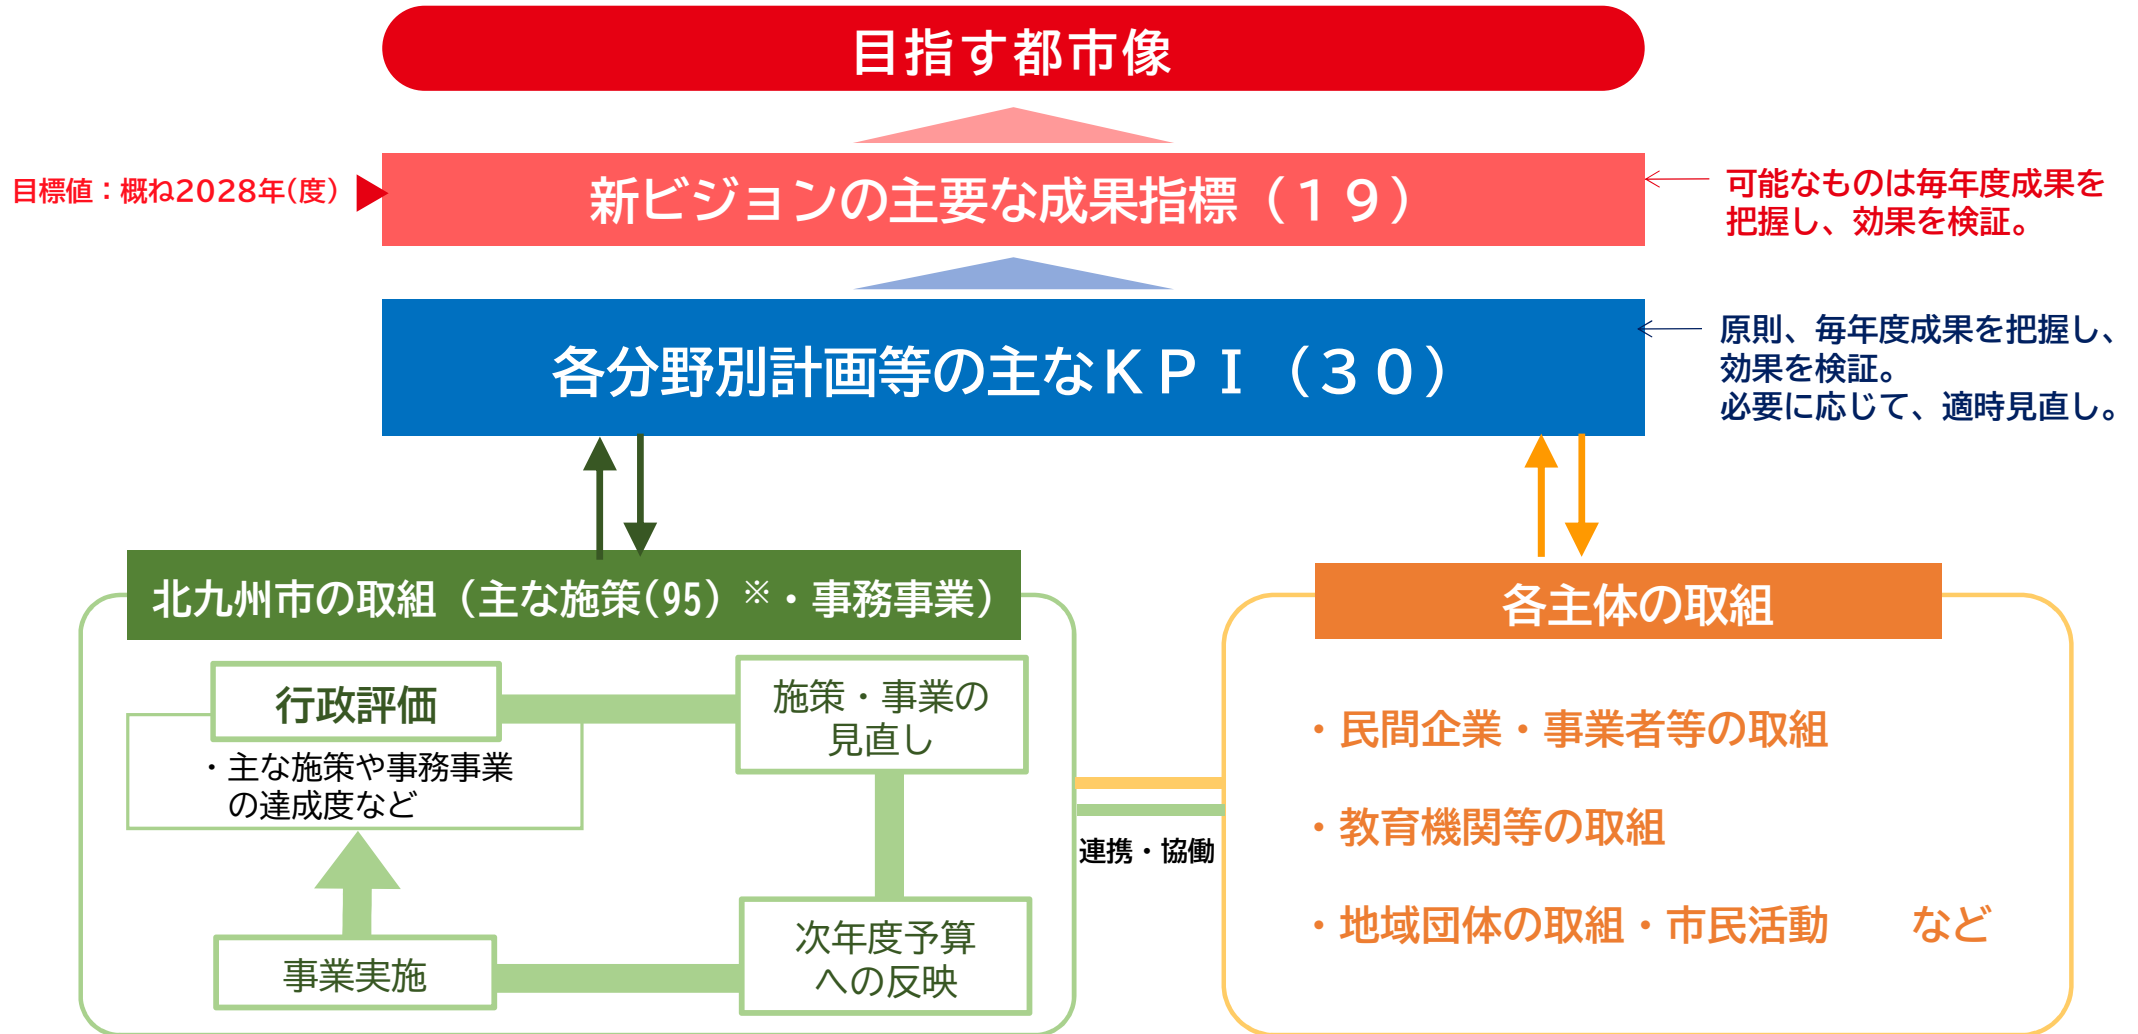 目指す都市像
目標値：概ね2028年(度)
新ビジョンの主要な成果指標（１９）
可能なものは毎年度成果を
把握し、効果を検証。
各分野別計画等の主なＫＰＩ（３０）
原則、毎年度成果を把握し、
効果を検証。
必要に応じて、適時見直し。
北九州市の取組（主な施策(95）※・事務事業）
行政評価
・主な施策や事務事業
の達成度など
施策・事業の
見直し
次年度予算
への反映
事業実施
連携・協働
各主体の取組
・民間企業・事業者等の取組
・教育機関等の取組
・地域団体の取組・市民活動　　など